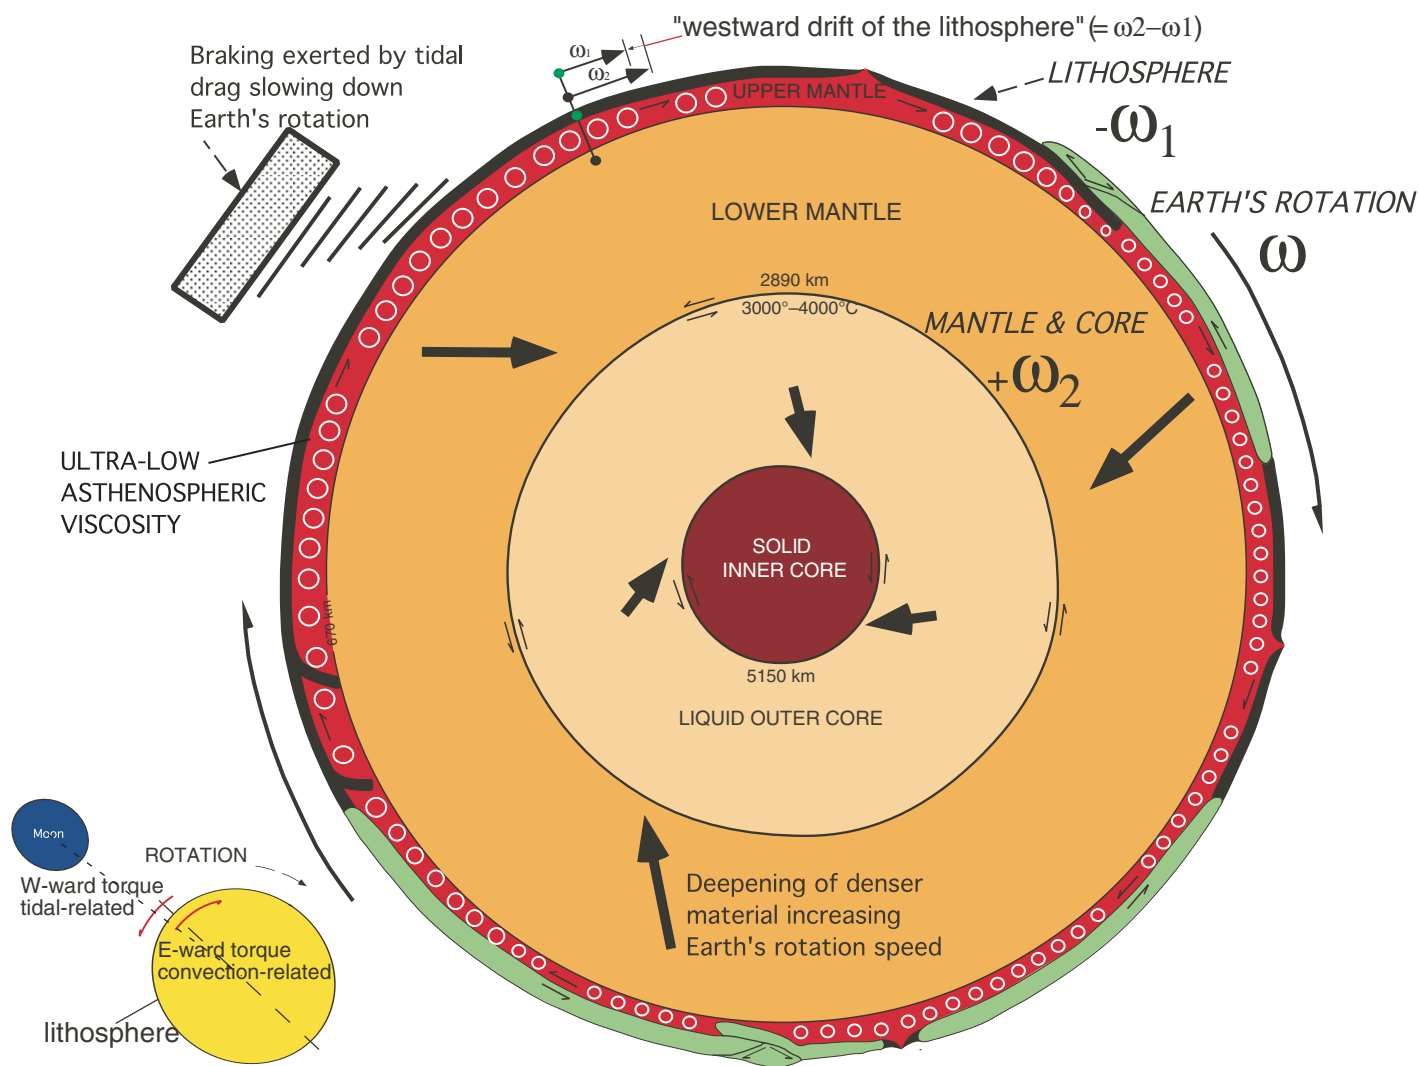 "westward drift of the lithosphere" (= ω2–ω1)
ω1
ω2
Braking exerted by tidal
drag slowing down
Earth's rotation
LITHOSPHERE
-ω1
UPPER MANTLE
EARTH'S ROTATION
ω
LOWER MANTLE
2890 km
3000°–4000°C
MANTLE & CORE
+ω2
ULTRA-LOW
ASTHENOSPHERIC
VISCOSITY
SOLID
INNER CORE
670 km
5150 km
LIQUID OUTER CORE
Moon
ROTATION
W-ward torque
tidal-related
E-ward torque
convection-related
lithosphere
Deepening of denser
material increasing
Earth's rotation speed